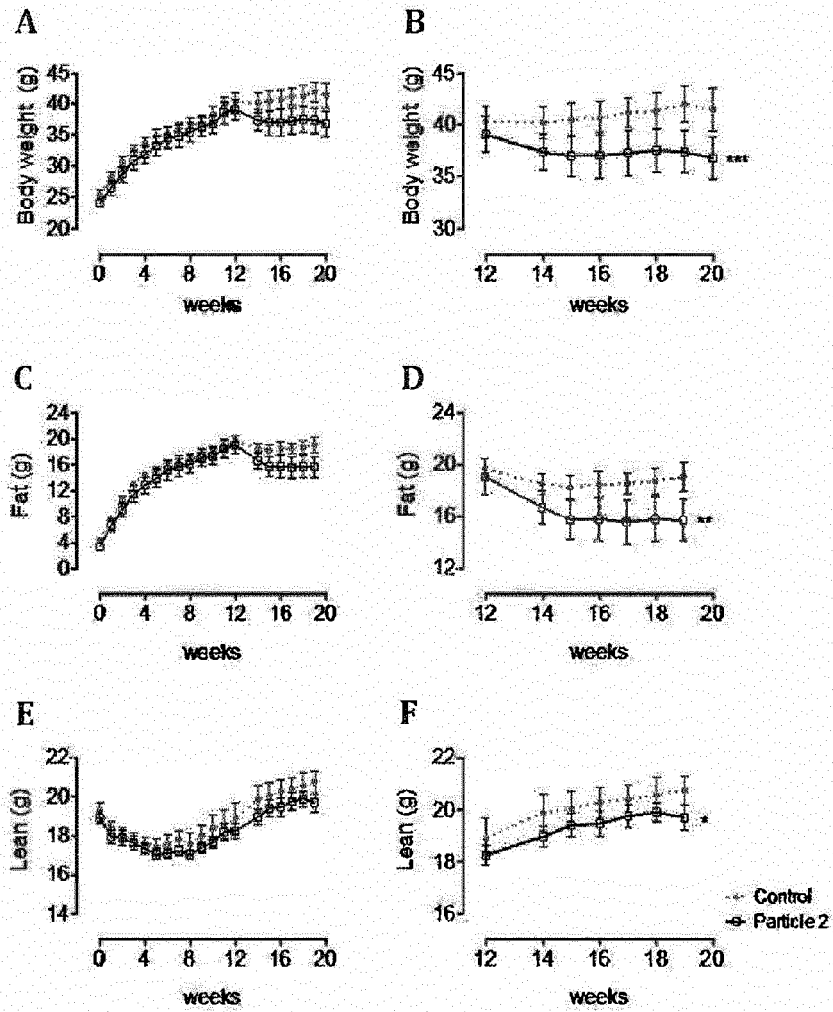 A
Body weight (g)
45
40
35
30
25
20
0 4 8 12 16 20
weeks
B
Body weight (g)
45
40
35
30
***
12 14 16 18 20
weeks
C
Fat (g)
24
20
16
12
8
4
0
0 4 8 12 16 20
weeks
D
Fat (g)
24
20
16
12
**
12 14 16 18 20
weeks
E
Lean (g)
22
20
18
16
14
0 4 8 12 16 20
weeks
F
Lean (g)
22
20
18
16
*
12 14 16 18 20
weeks
Control
Particle 2